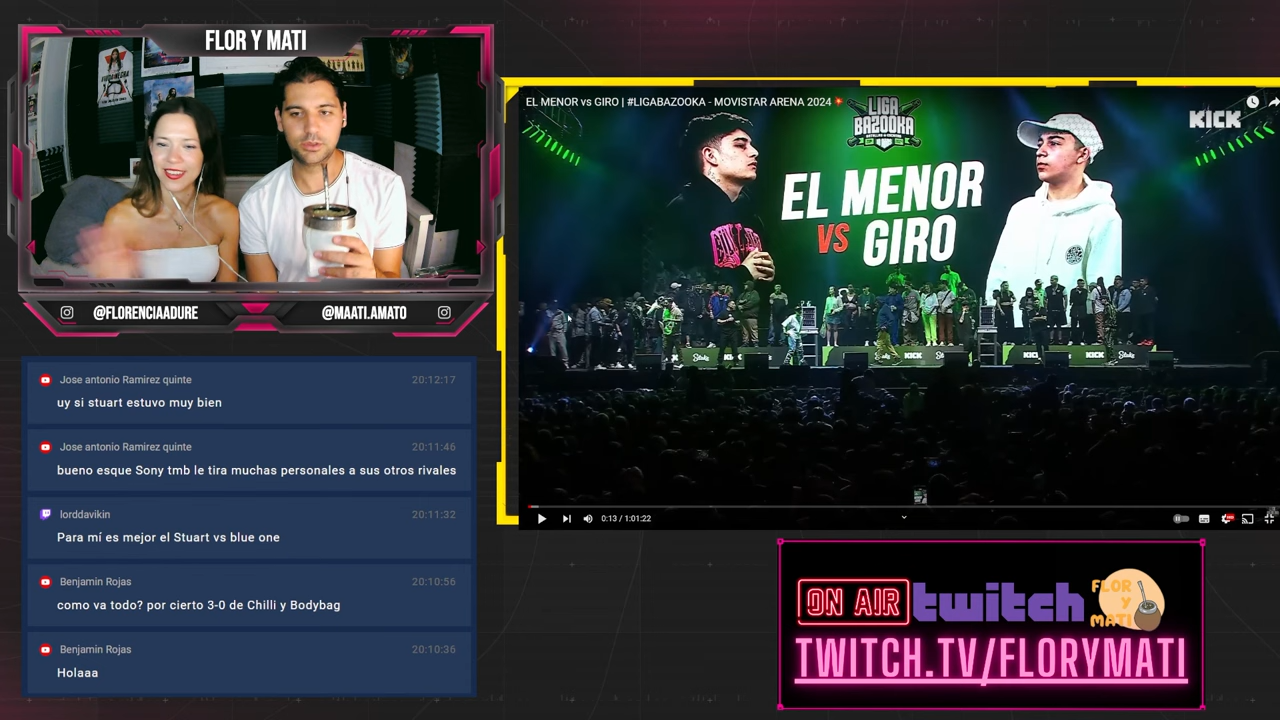 FLOR Y MATI
@FLORENCIAADURE
@MAATI.AMATO
Jose antonio Ramirez quinte
20:12:17
uy si stuart estuvo muy bien
Jose antonio Ramirez quinte
20:11:46
bueno esque Sony tmb le tira muchas personales a sus otros rivales
lorddavikin
20:11:32
Para mí es mejor el Stuart vs blue one
Benjamin Rojas
20:10:56
como va todo? por cierto 3-0 de Chilli y Bodybag
Benjamin Rojas
20:10:36
Holaaa
EL MENOR vs GIRO | #LIGABAZOOKA - MOVISTAR ARENA 2024
LIGA
BAZOOKA
KICK
EL MENOR
VS GIRO
KICK
KICK
0:13 / 1:01:22
ON AIR
twitch
FLOR
Y
MATI
TWITCH.TV/FLORYMATI